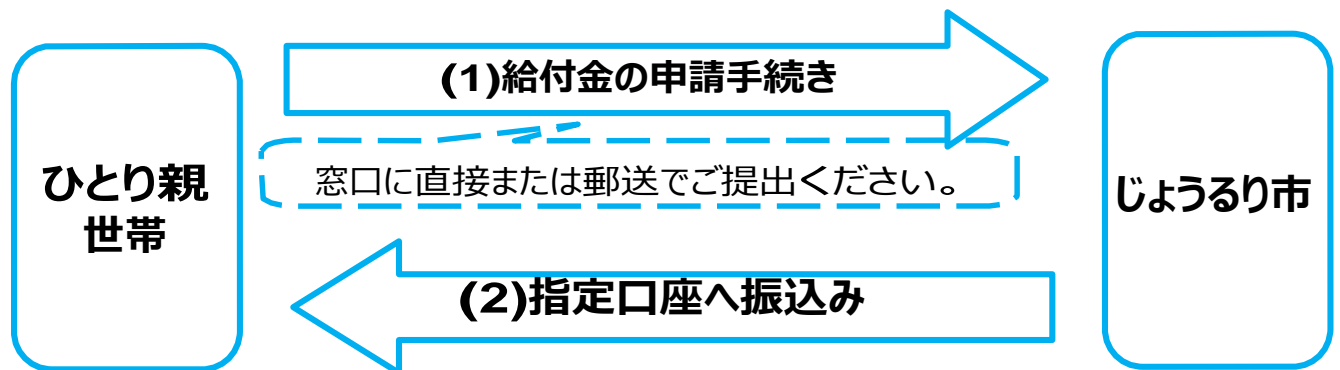 (1)給付金の申請手続き
ひとり親
世帯
窓口に直接または郵送でご提出ください。
じょうるり市
(2)指定口座へ振込み